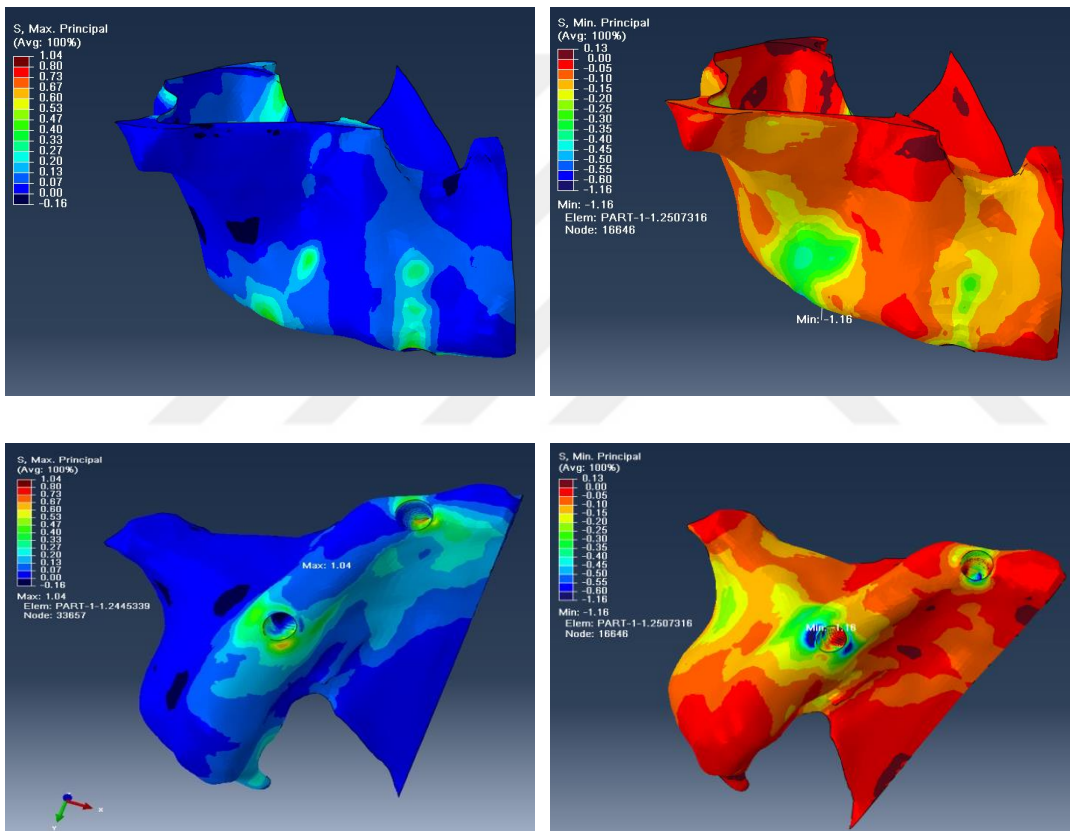 S, Max. Principal
(Avg: 100%)
1.04
0.80
0.73
0.67
0.60
0.53
0.47
0.40
0.33
0.27
0.20
0.13
0.07
0.00
-0.16
S, Min. Principal
(Avg: 100%)
0.13
0.00
-0.05
-0.10
-0.15
-0.20
-0.25
-0.30
-0.35
-0.40
-0.45
-0.50
-0.55
-0.60
-1.16
Min: -1.16
Elem: PART-1-1.2507316
Node: 16646
Min: -1.16
S, Max. Principal
(Avg: 100%)
1.04
0.80
0.73
0.67
0.60
0.53
0.47
0.40
0.33
0.27
0.20
0.13
0.07
0.00
-0.16
Max: 1.04
Elem: PART-1-1.2445339
Node: 33657
Max: 1.04
X
Y
S, Min. Principal
(Avg: 100%)
0.13
0.00
-0.05
-0.10
-0.15
-0.20
-0.25
-0.30
-0.35
-0.40
-0.45
-0.50
-0.55
-0.60
-1.16
Min: -1.16
Elem: PART-1-1.2507316
Node: 16646
Min: -1.16